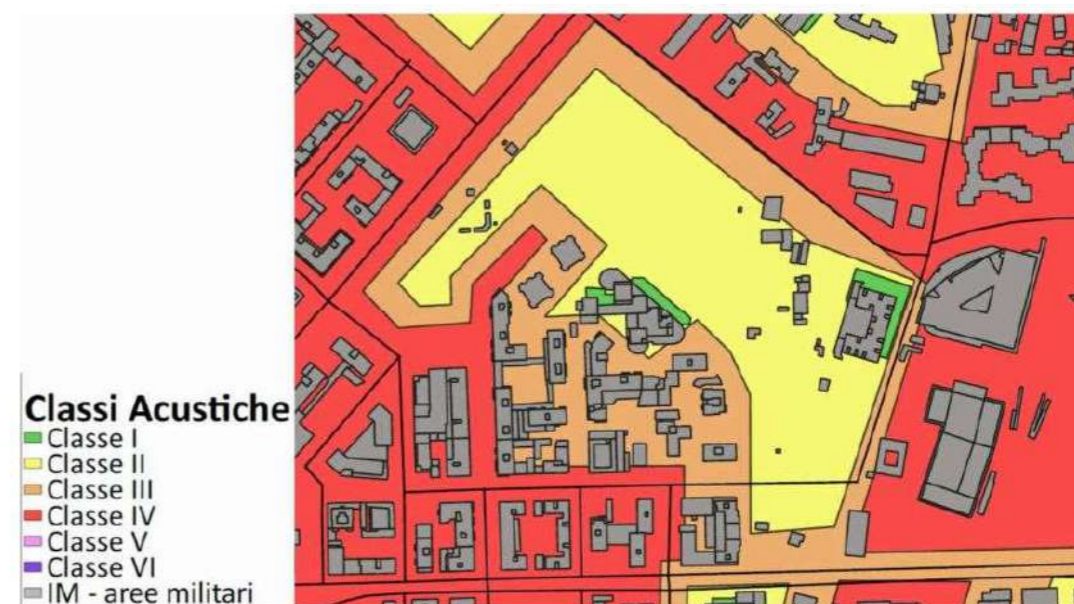 Classi Acustiche
Classe I
Classe II
Classe III
Classe IV
Classe V
Classe VI
IM - aree militari